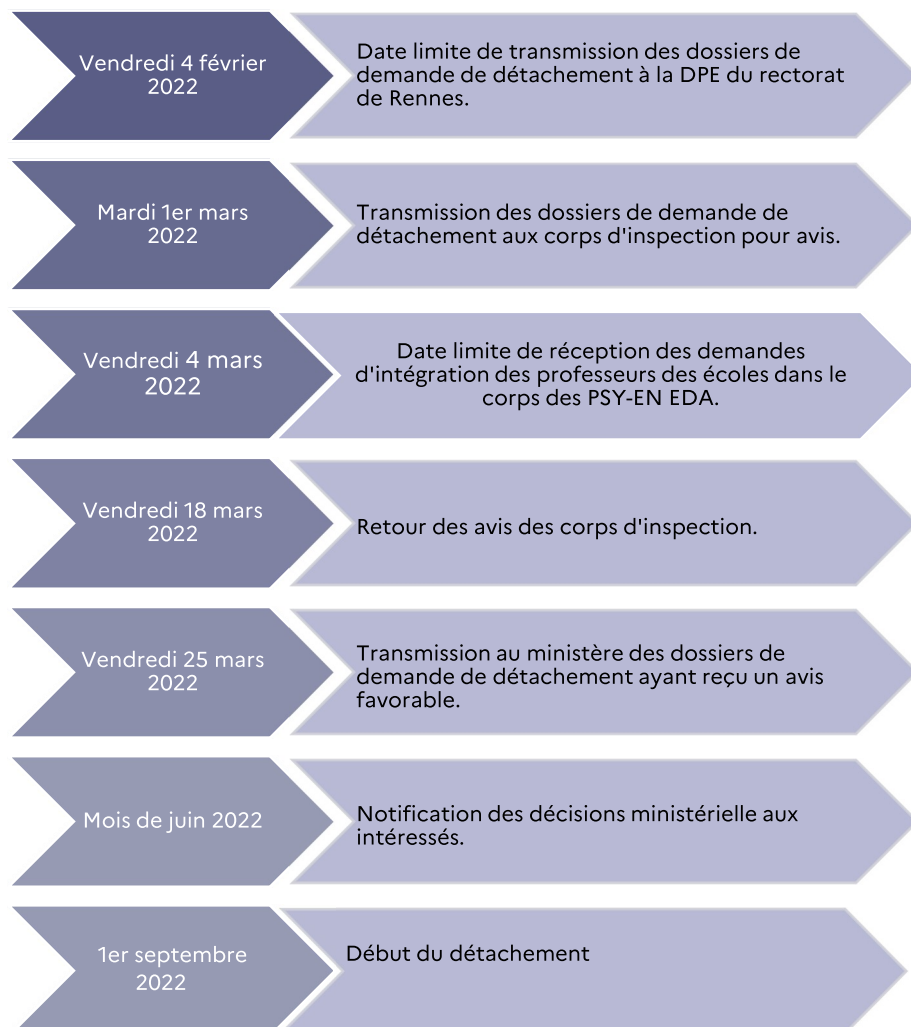 Vendredi 4 février
2022
Date limite de transmission des dossiers de
demande de détachement à la DPE du rectorat
de Rennes.
Mardi 1er mars
2022
Transmission des dossiers de demande de
détachement aux corps d'inspection pour avis.
Vendredi 4 mars
2022
Date limite de réception des demandes
d'intégration des professeurs des écoles dans le
corps des PSY-EN EDA.
Vendredi 18 mars
2022
Retour des avis des corps d'inspection.
Vendredi 25 mars
2022
Transmission au ministère des dossiers de
demande de détachement ayant reçu un avis
favorable.
Mois de juin 2022
Notification des décisions ministérielle aux
intéressés.
1er septembre
2022
Début du détachement